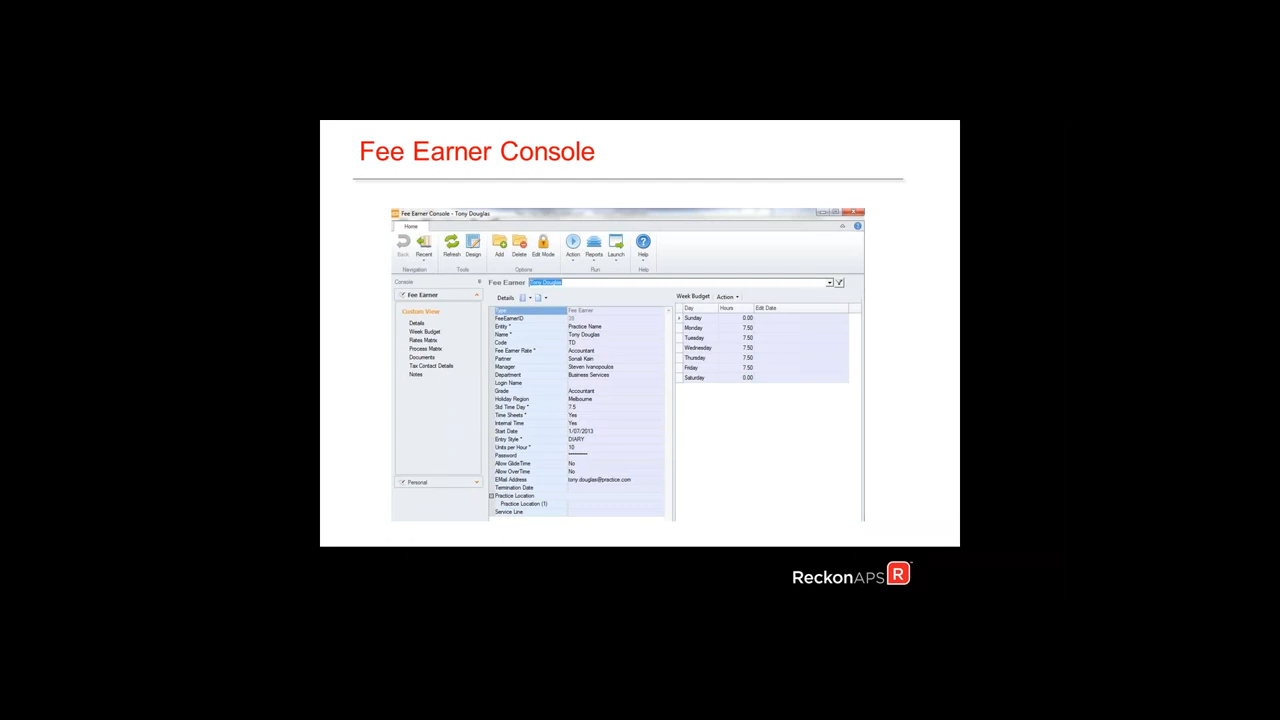 Fee Earner Console
Fee Earner Console - Tony Douglas
Home
Back Recent Refresh Design Add Delete Edit Mode Action Reports Launch Help
Navigation Tools Options Run Help
Console
Fee Earner
Custom View
Details
Week Budget
Rates Matrix
Process Matrix
Documents
Tax Contact Details
Notes
Personal
Fee Earner Tony Douglas
Details
Type Fee Earner
FeeEarnerID 38
Entity * Practice Name
Name * Tony Douglas
Code TD
Fee Earner Rate * Accountant
Partner Sonali Kain
Manager Steven Ivanopoulos
Department Business Services
Login Name
Grade Accountant
Holiday Region Melbourne
Std Time Day * 7.5
Time Sheets * Yes
Internal Time Yes
Start Date 1/07/2013
Entry Style * DIARY
Units per Hour * 10
Password
Allow GlideTime No
Allow OverTime No
EMail Address tony.douglas@practice.com
Termination Date
Practice Location
Practice Location (1)
Service Line
Week Budget Action
Day Hours Edit Date
Sunday 0.00
Monday 7.50
Tuesday 7.50
Wednesday 7.50
Thursday 7.50
Friday 7.50
Saturday 0.00
ReckonAPS R